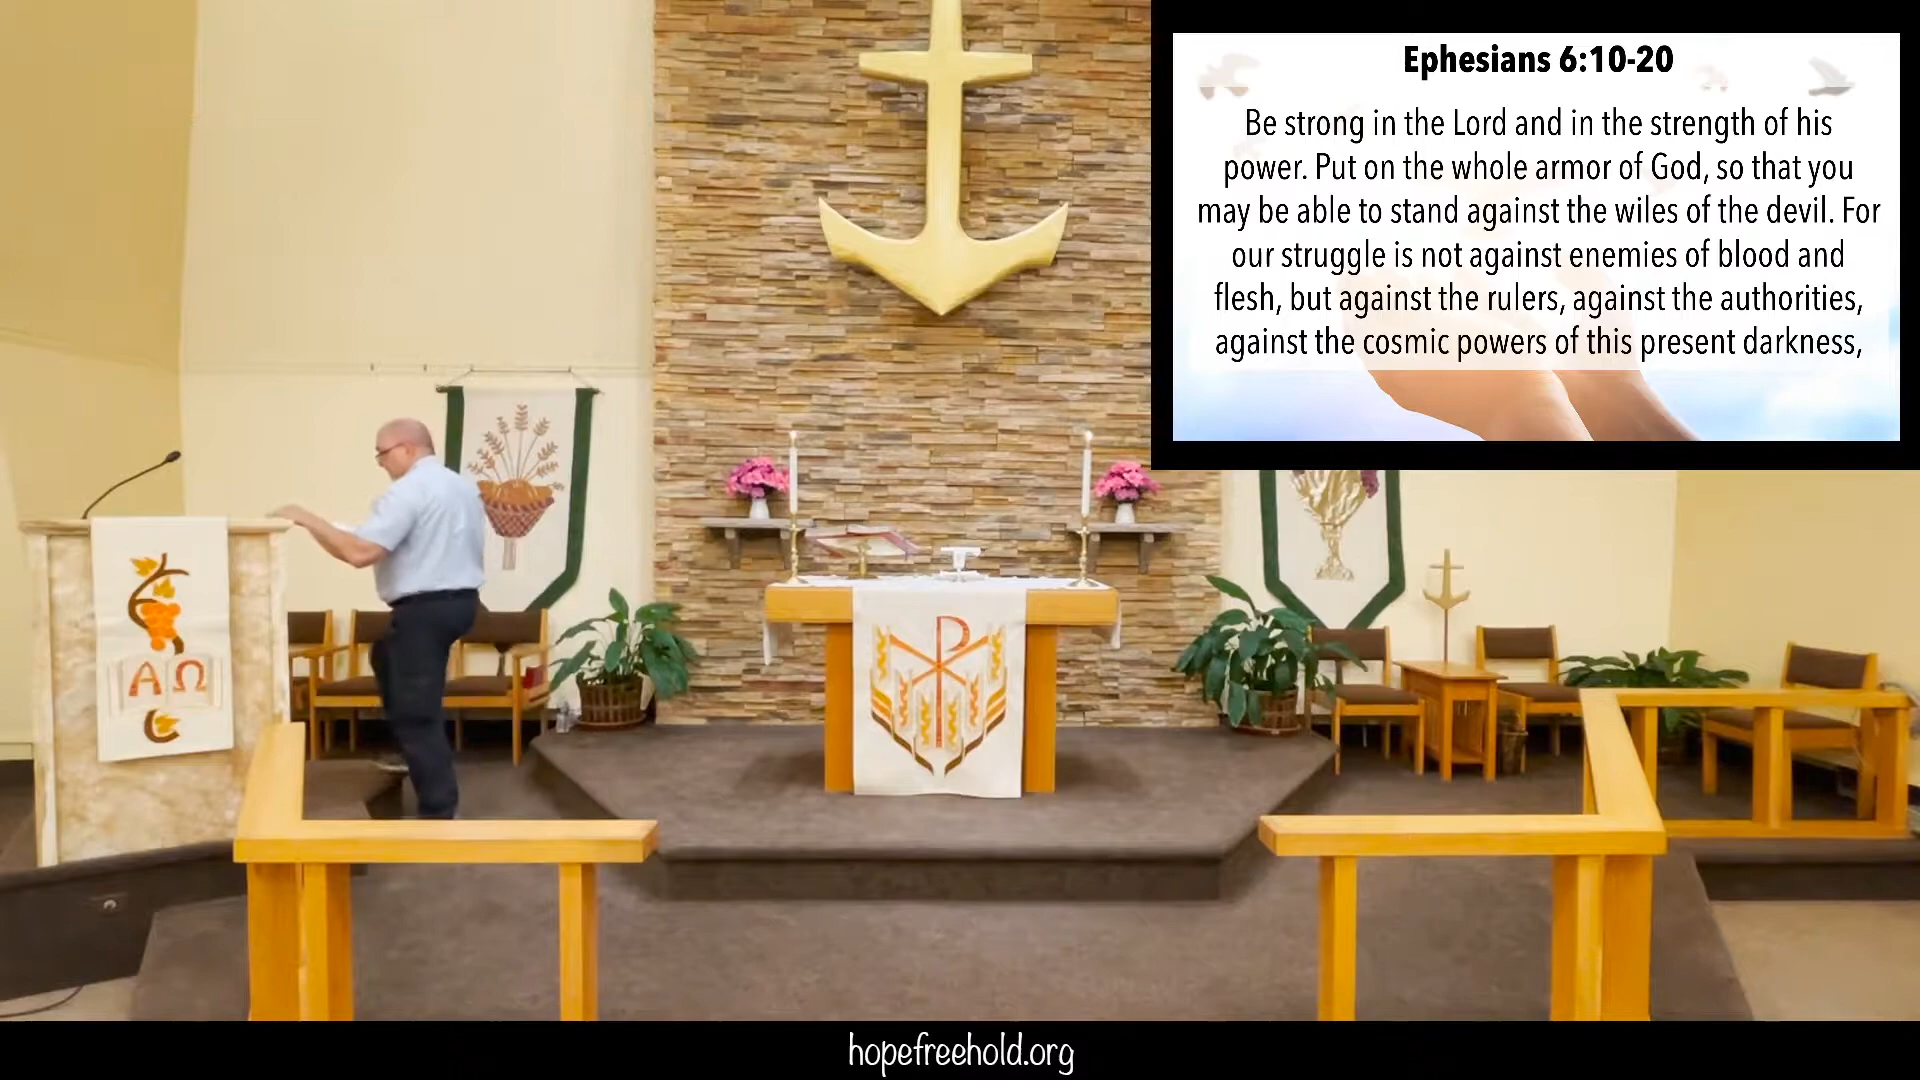 Ephesians 6:10-20
Be strong in the Lord and in the strength of his
power. Put on the whole armor of God, so that you
may be able to stand against the wiles of the devil. For
our struggle is not against enemies of blood and
flesh, but against the rulers, against the authorities,
against the cosmic powers of this present darkness,
Α Ω
hopefreehold.org